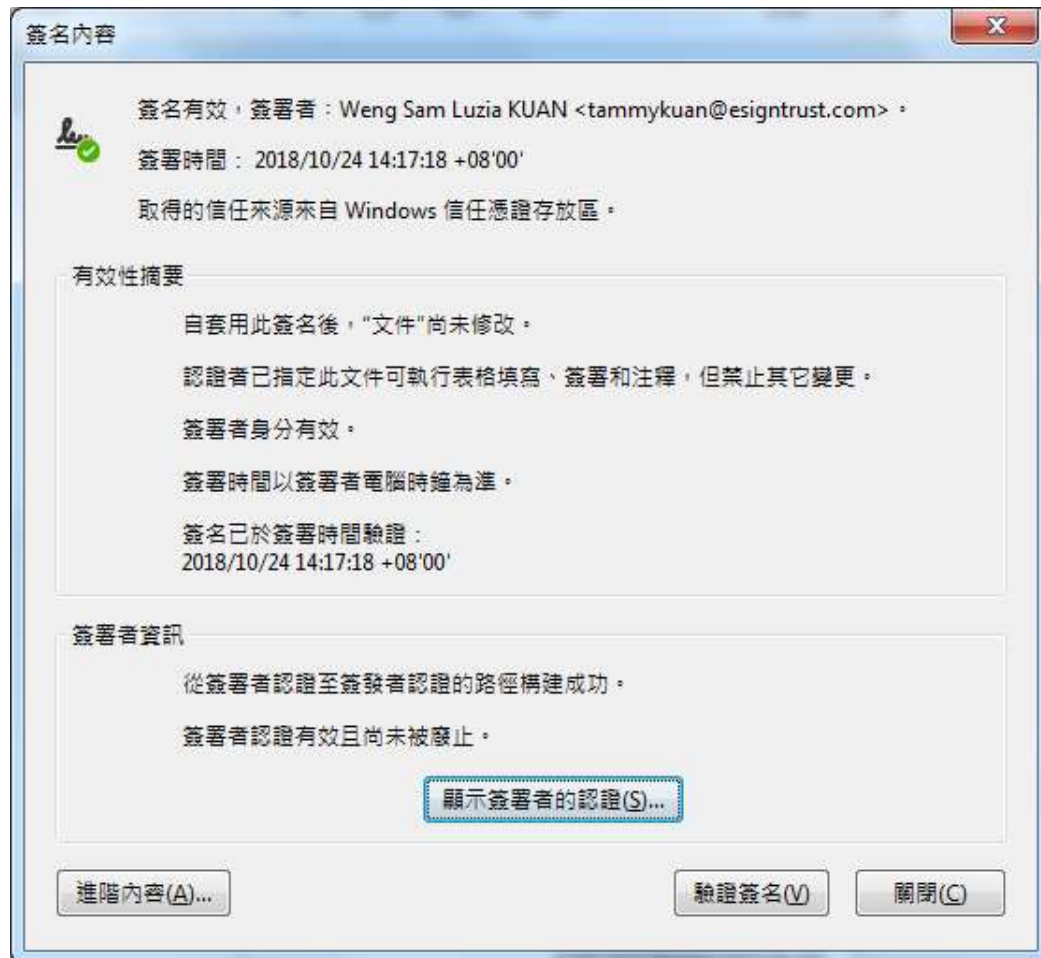 簽名內容
簽名有效，簽署者：Weng Sam Luzia KUAN <tammykuan@esigntrust.com>。
簽署時間： 2018/10/24 14:17:18 +08'00'
取得的信任來源來自 Windows 信任憑證存放區。
有效性摘要
自套用此簽名後，"文件"尚未修改。
認證者已指定此文件可執行表格填寫、簽署和注釋，但禁止其它變更。
簽署者身分有效。
簽署時間以簽署者電腦時鐘為準。
簽名已於簽署時間驗證：
2018/10/24 14:17:18 +08'00'
簽署者資訊
從簽署者認證至簽發者認證的路徑構建成功。
簽署者認證有效且尚未被廢止。
顯示簽署者的認證(S)...
進階內容(A)...
驗證簽名(V)
關閉(C)